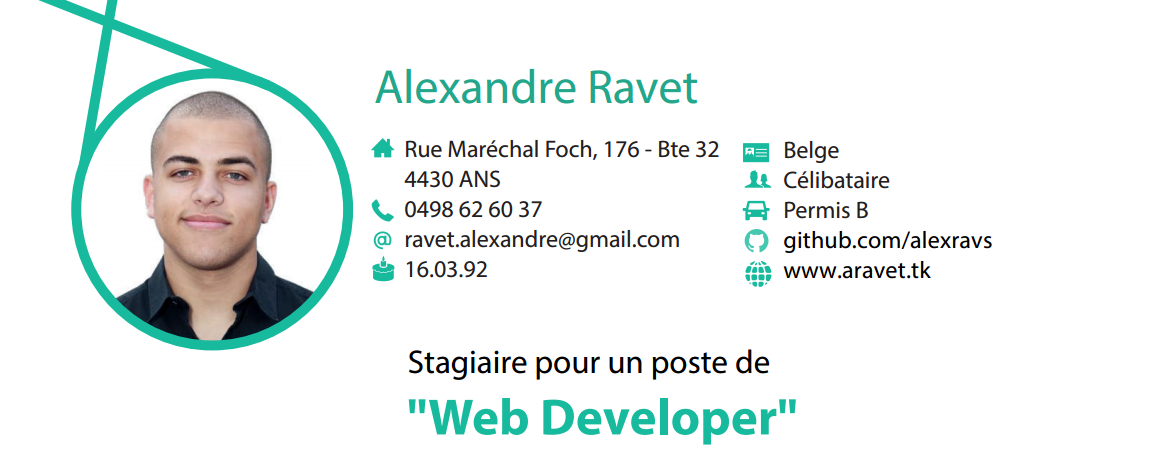 Alexandre Ravet
Rue Maréchal Foch, 176 - Bte 32
4430 ANS
0498 62 60 37
ravet.alexandre@gmail.com
16.03.92
Belge
Célibataire
Permis B
github.com/alexravs
www.aravet.tk
Stagiaire pour un poste de
"Web Developer"